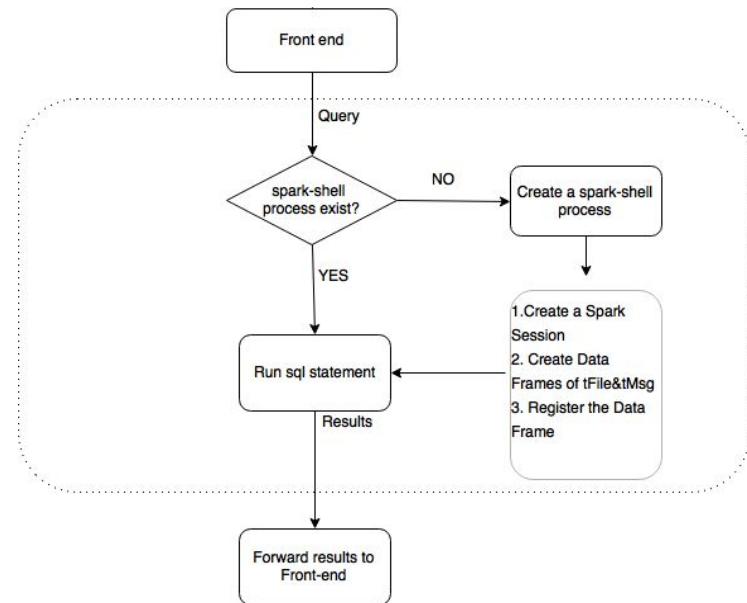 Front end
Query
spark-shell
process exist?
NO
Create a spark-shell
process
YES
1.Create a Spark
Session
2. Create Data
Frames of tFile&tMsg
3. Register the Data
Frame
Run sql statement
Results
Forward results to
Front-end